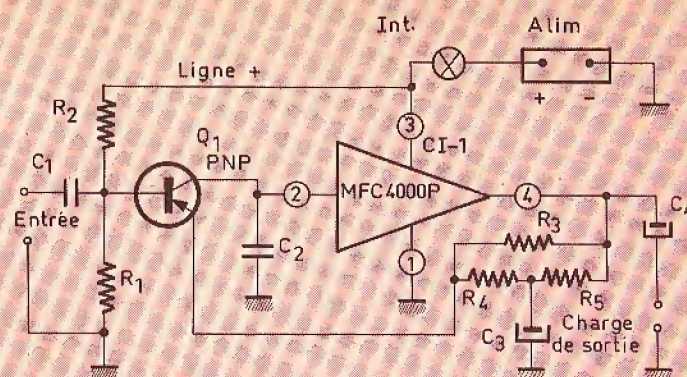 Int.
Alim
Ligne +
+ -
R2
3
CI-1
Q1
PNP
C1
2
MFC4000P
4
Entrée
R3
C2
1
R1
R4
R5
C3
Charge
de sortie